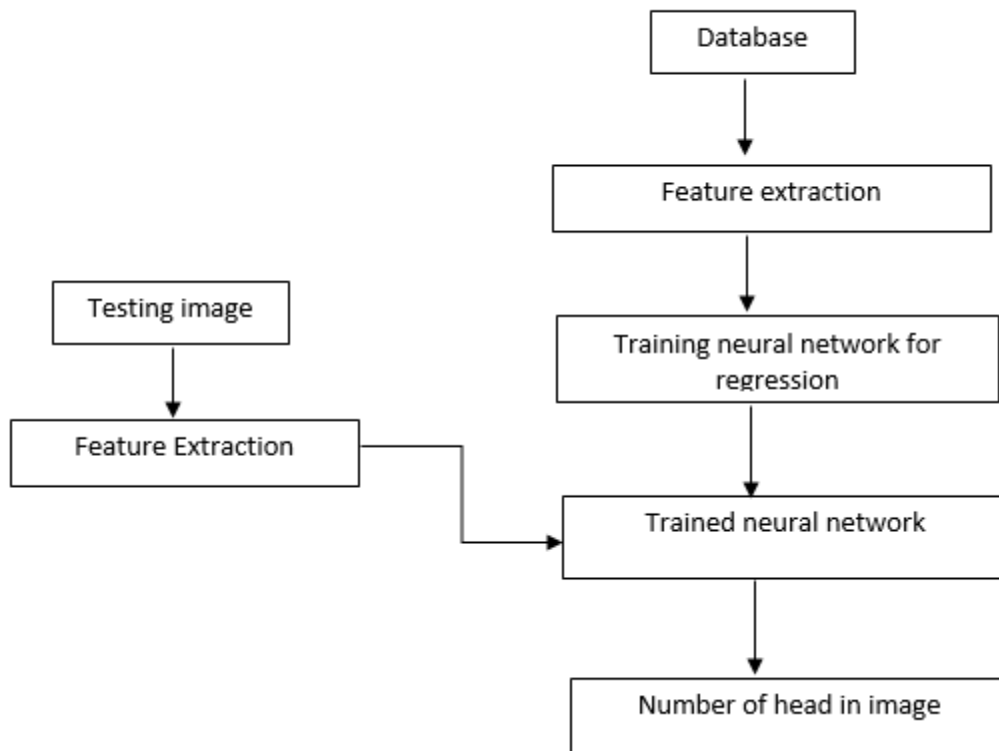 Database
Feature extraction
Testing image
Training neural network for
regression
Feature Extraction
Trained neural network
Number of head in image